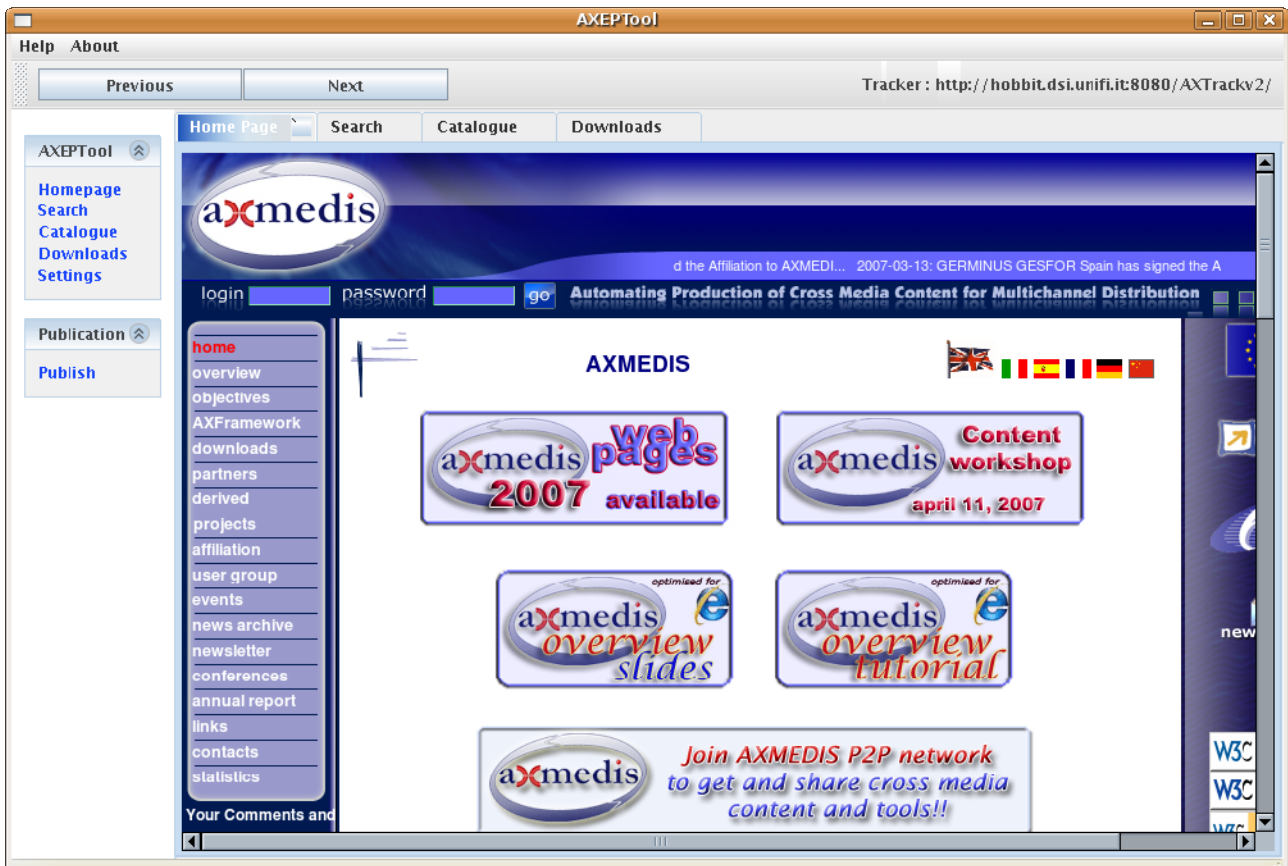 AXEPTool
Help About
Previous Next Tracker : http://hobbit.dsi.unifi.it:8080/AXTrackv2/
Home Page Search Catalogue Downloads
AXEPTool
Homepage
Search
Catalogue
Downloads
Settings
Publication
Publish
axmedis
d the Affiliation to AXMEDI... 2007-03-13: GERMINUS GESFOR Spain has signed the A
login password go Automating Production of Cross Media Content for Multichannel Distribution
home
overview
objectives
AXFramework
downloads
partners
derived
projects
affiliation
user group
events
news archive
newsletter
conferences
annual report
links
contacts
statistics
Your Comments and
AXMEDIS
axmedis web pages
2007 available
axmedis Content workshop
april 11, 2007
optimised for...
axmedis
overview
slides
optimised for...
axmedis
overview
tutorial
axmedis
Join AXMEDIS P2P network
to get and share cross media
content and tools!!
new
W3C
W3C
W3C